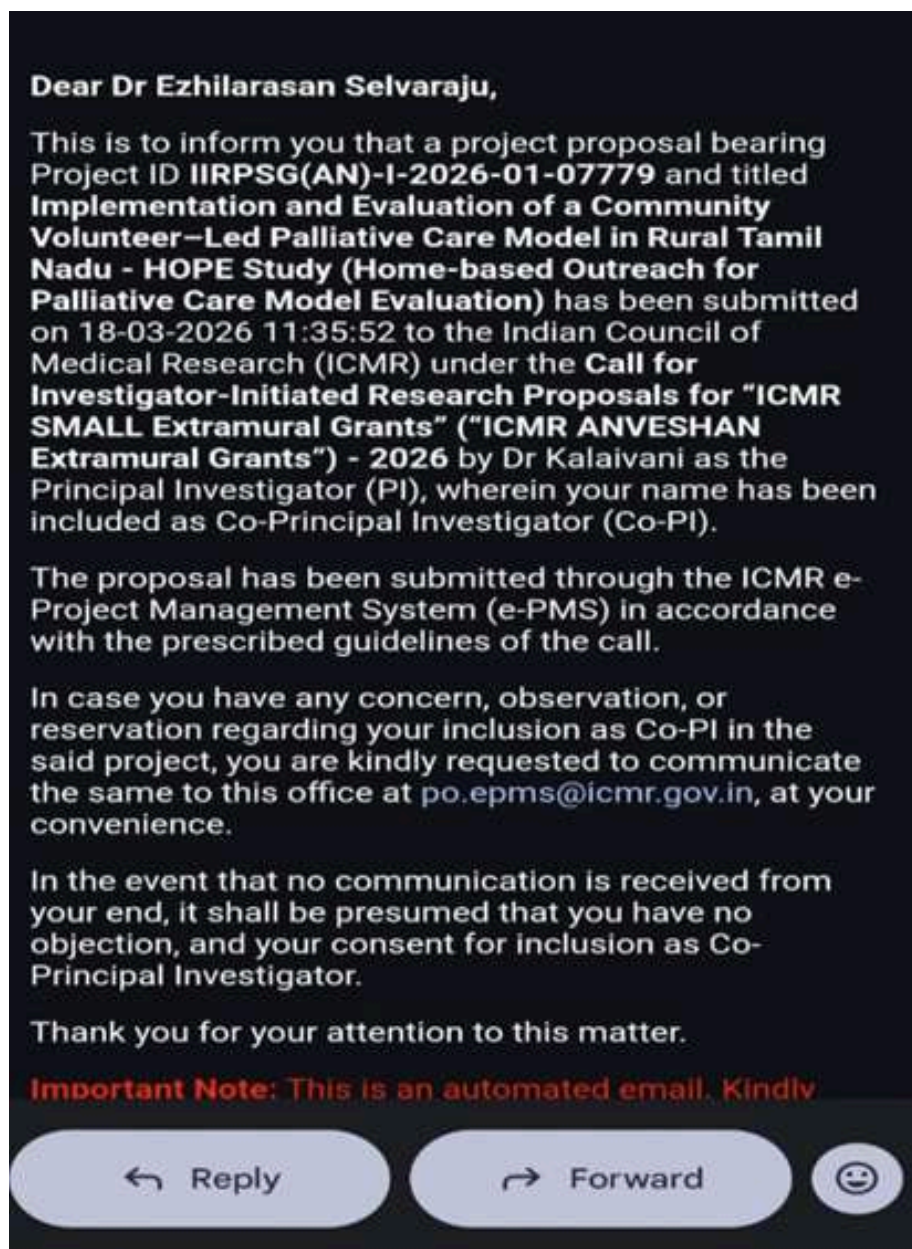 Dear Dr Ezhilarasan Selvaraju,
This is to inform you that a project proposal bearing
Project ID IIRPSG(AN)-I-2026-01-07779 and titled
Implementation and Evaluation of a Community
Volunteer–Led Palliative Care Model in Rural Tamil
Nadu - HOPE Study (Home-based Outreach for
Palliative Care Model Evaluation) has been submitted
on 18-03-2026 11:35:52 to the Indian Council of
Medical Research (ICMR) under the Call for
Investigator-Initiated Research Proposals for “ICMR
SMALL Extramural Grants” (“ICMR ANVESHAN
Extramural Grants”) - 2026 by Dr Kalaivani as the
Principal Investigator (PI), wherein your name has been
included as Co-Principal Investigator (Co-PI).
The proposal has been submitted through the ICMR e-
Project Management System (e-PMS) in accordance
with the prescribed guidelines of the call.
In case you have any concern, observation, or
reservation regarding your inclusion as Co-PI in the
said project, you are kindly requested to communicate
the same to this office at po.epms@icmr.gov.in, at your
convenience.
In the event that no communication is received from
your end, it shall be presumed that you have no
objection, and your consent for inclusion as Co-
Principal Investigator.
Thank you for your attention to this matter.
Important Note: This is an automated email. Kindly
Reply
Forward